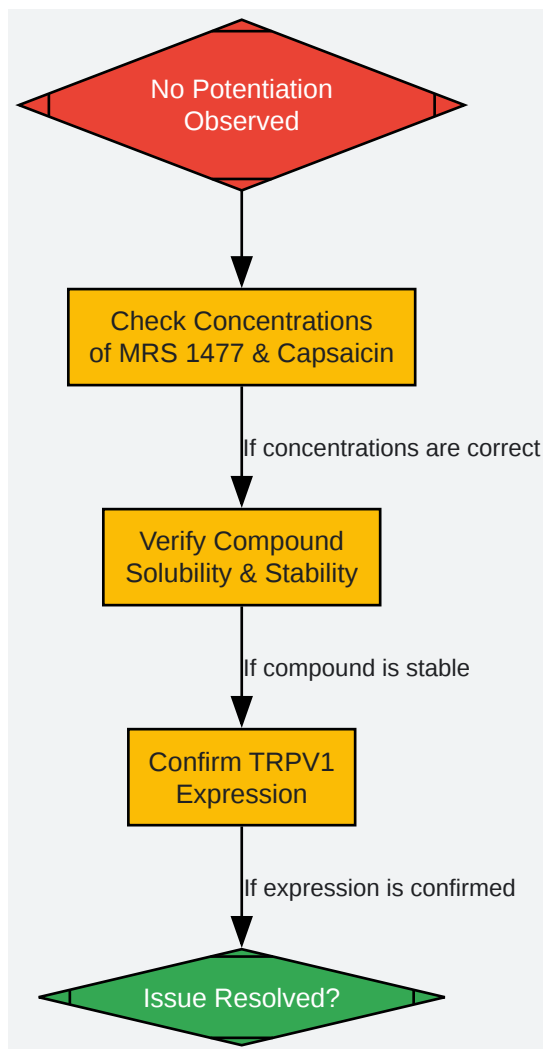 No Potentiation
Observed
Check Concentrations
of MRS 1477 & Capsaicin
If concentrations are correct
Verify Compound
Solubility & Stability
If compound is stable
Confirm TRPV1
Expression
If expression is confirmed
Issue Resolved?